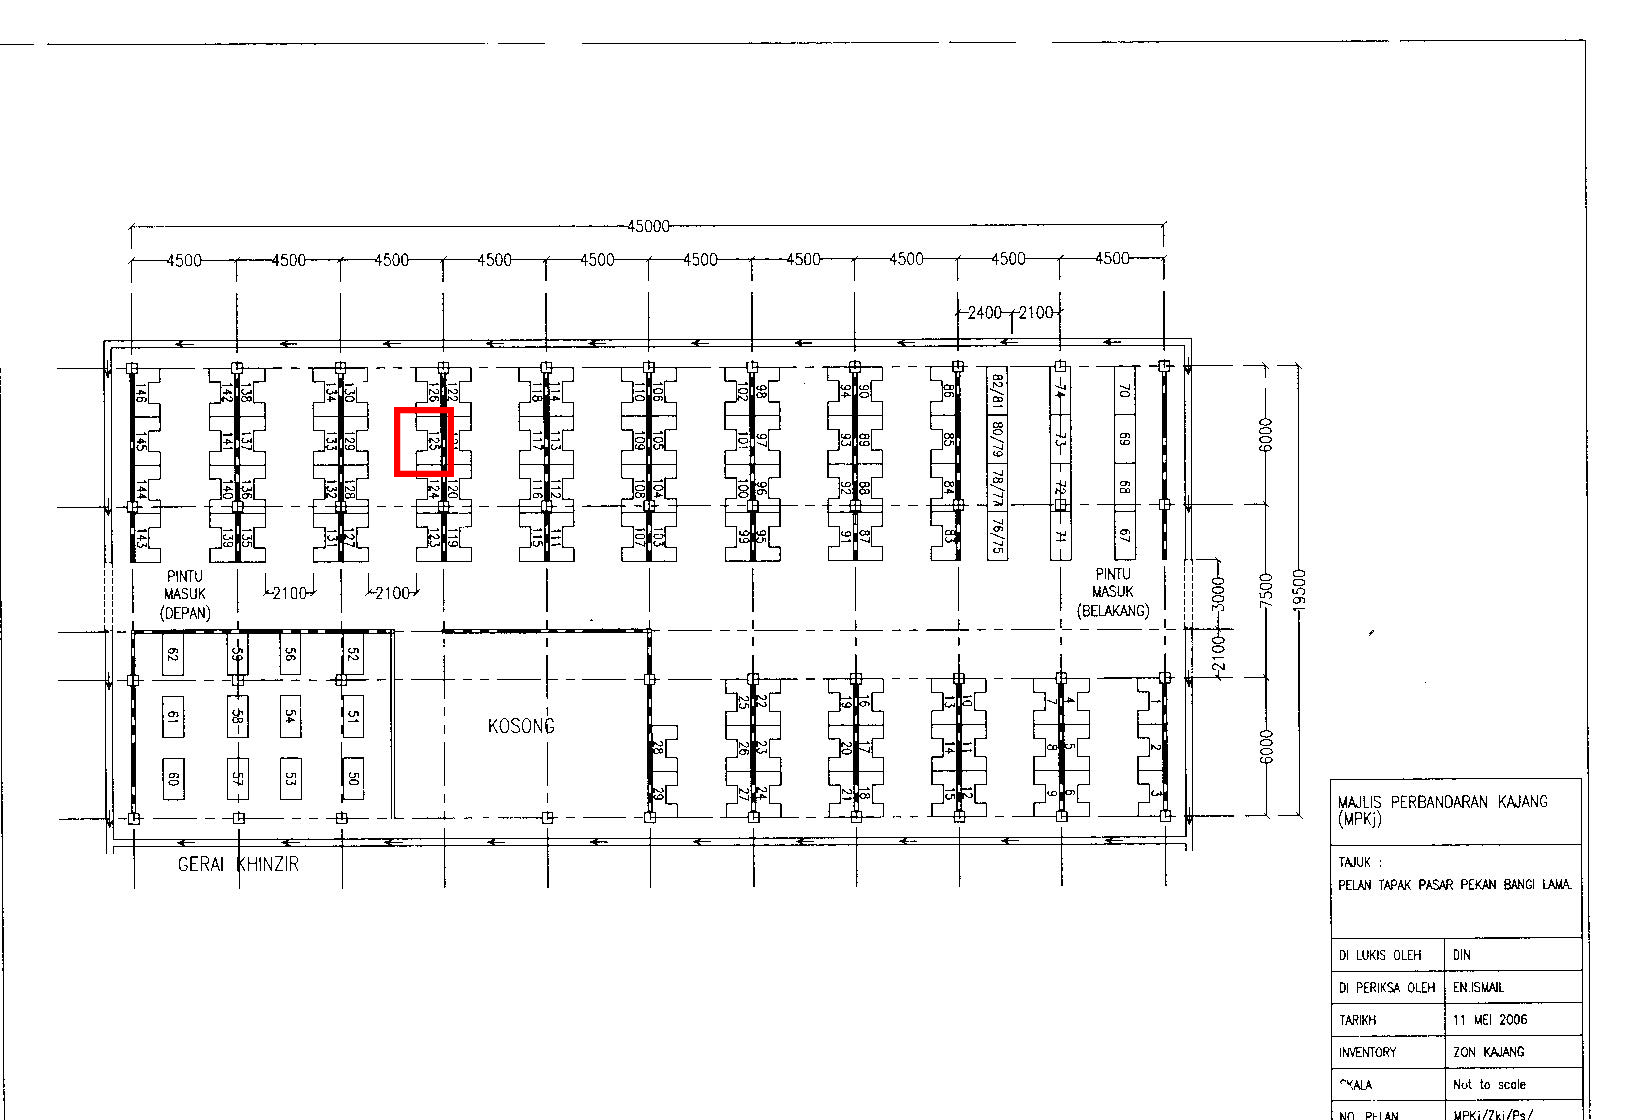 45000
4500 4500 4500 4500 4500 4500 4500 4500 4500 4500
2400 2100
146 142 138 134 130 126 122 118 114 110 106 102 98 94 90 86 82/81 74 70
145 141 137 133 129 125 121 117 113 109 105 101 97 93 89 85 80/79 73 69
144 140 136 132 128 124 120 116 112 108 104 100 96 92 88 84 78/77 72 68
143 139 135 131 127 123 119 115 111 107 103 99 95 91 87 83 76/75 71 67
6000
7500
19500
3000
2100
6000
PINTU
MASUK
(DEPAN)
2100 2100
PINTU
MASUK
(BELAKANG)
62 59 56 52
61 58 54 51
60 57 53 50
KOSONG
25 22 19 16 13 10 7 4 1
28 26 23 20 17 14 11 8 5 2
29 27 24 21 18 15 12 9 6 3
GERAI KHINZIR
MAJLIS PERBANDARAN KAJANG
(MPKj)
TAJUK :
PELAN TAPAK PASAR PEKAN BANGI LAMA.
DI LUKIS OLEH DIN
DI PERIKSA OLEH EN.ISMAIL
TARIKH 11 MEI 2006
INVENTORY ZON KAJANG
SKALA Not to scale
NO. PELAN MPKj/Zkj/Ps/